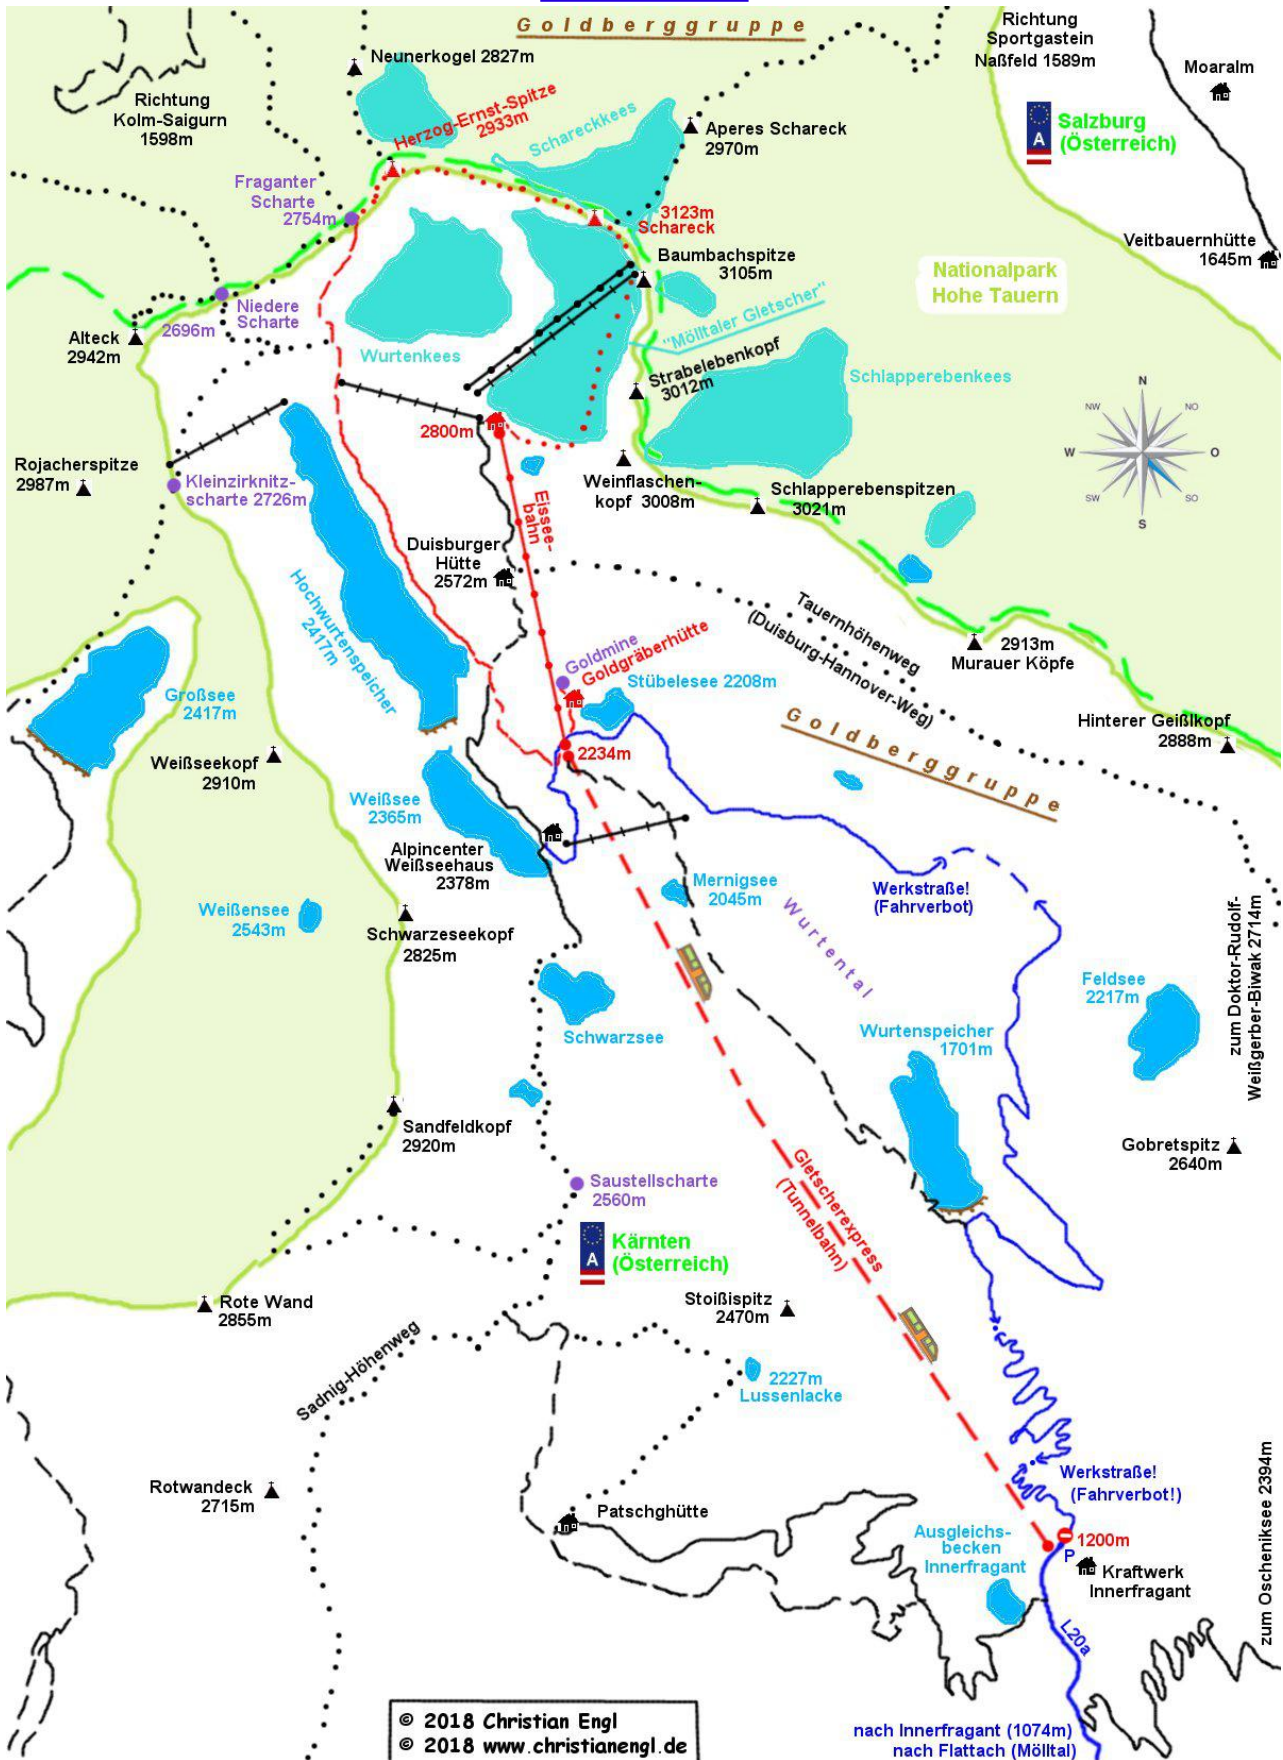 Goldberggruppe
Richtung
Sportgastein
Naßfeld 1589m
Neunerkogel 2827m
Moaralm
Richtung
Kolm-Saigurn
1598m
Herzog-Ernst-Spitze
2933m
Schareckkees
Aperes Schareck
2970m
A
Salzburg
(Österreich)
Fraganter
Scharte
2754m
3123m
Schareck
Baumbachspitze
3105m
Veitbauernhütte
1645m
Nationalpark
Hohe Tauern
Niedere
Scharte
2696m
Alteck
2942m
Wurtenkees
"Mölltaler Gletscher"
Strabelebenkopf
3012m
Schlapperebenkees
N
NW
NO
W
O
SW
SO
S
2800m
Rojacherspitze
2987m
Kleinzirknitz-
scharte 2726m
Weinflaschen-
kopf 3008m
Schlapperebenspitzen
3021m
Eissee-
bahn
Duisburger
Hütte
2572m
Hochwurtenspeicher
2417m
Tauernhöhenweg
(Duisburg-Hannover-Weg)
2913m
Murauer Köpfe
Goldmine
Goldgräberhütte
Stübelesee 2208m
Großsee
2417m
Hinterer Geißlkopf
2888m
Goldberggruppe
2234m
Weißseekopf
2910m
Weißsee
2365m
Alpincenter
Weißseehaus
2378m
Mernigsee
2045m
Wurtental
Werkstraße!
(Fahrverbot)
Weißensee
2543m
Schwarzeseekopf
2825m
zum Doktor-Rudolf-
Weißgerber-Biwak 2714m
Feldsee
2217m
Schwarzsee
Wurtenspeicher
1701m
Sandfeldkopf
2920m
Gobretspitz
2640m
Gletscherexpress
(Tunnelbahn)
Saustellscharte
2560m
A
Kärnten
(Österreich)
Rote Wand
2855m
Stoißispitz
2470m
Sadnig-Höhenweg
2227m
Lussenlacke
Rotwandeck
2715m
Patschghütte
Werkstraße!
(Fahrverbot!)
zum Oscheniksee 2394m
Ausgleichs-
becken
Innerfragant
1200m
P
Kraftwerk
Innerfragant
L20a
© 2018 Christian Engl
© 2018 www.christianengl.de
nach Innerfragant (1074m)
nach Flattach (Mölltal)